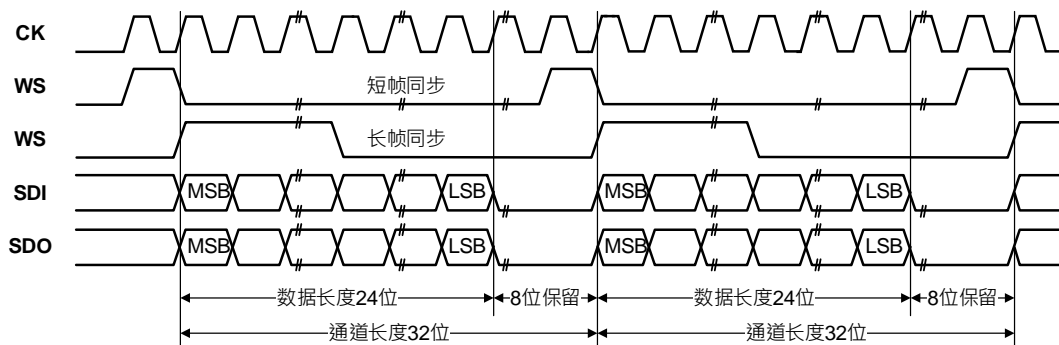 CK
WS
短帧同步
WS
长帧同步
SDI
MSB
LSB
MSB
LSB
SDO
MSB
LSB
MSB
LSB
数据长度24位
8位保留
数据长度24位
8位保留
通道长度32位
通道长度32位